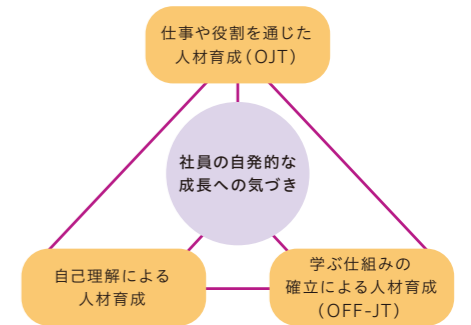 仕事や役割を通じた
人材育成（OJT）
社員の自発的な
成長への気づき
自己理解による
人材育成
学ぶ仕組みの
確立による人材育成
（OFF-JT）